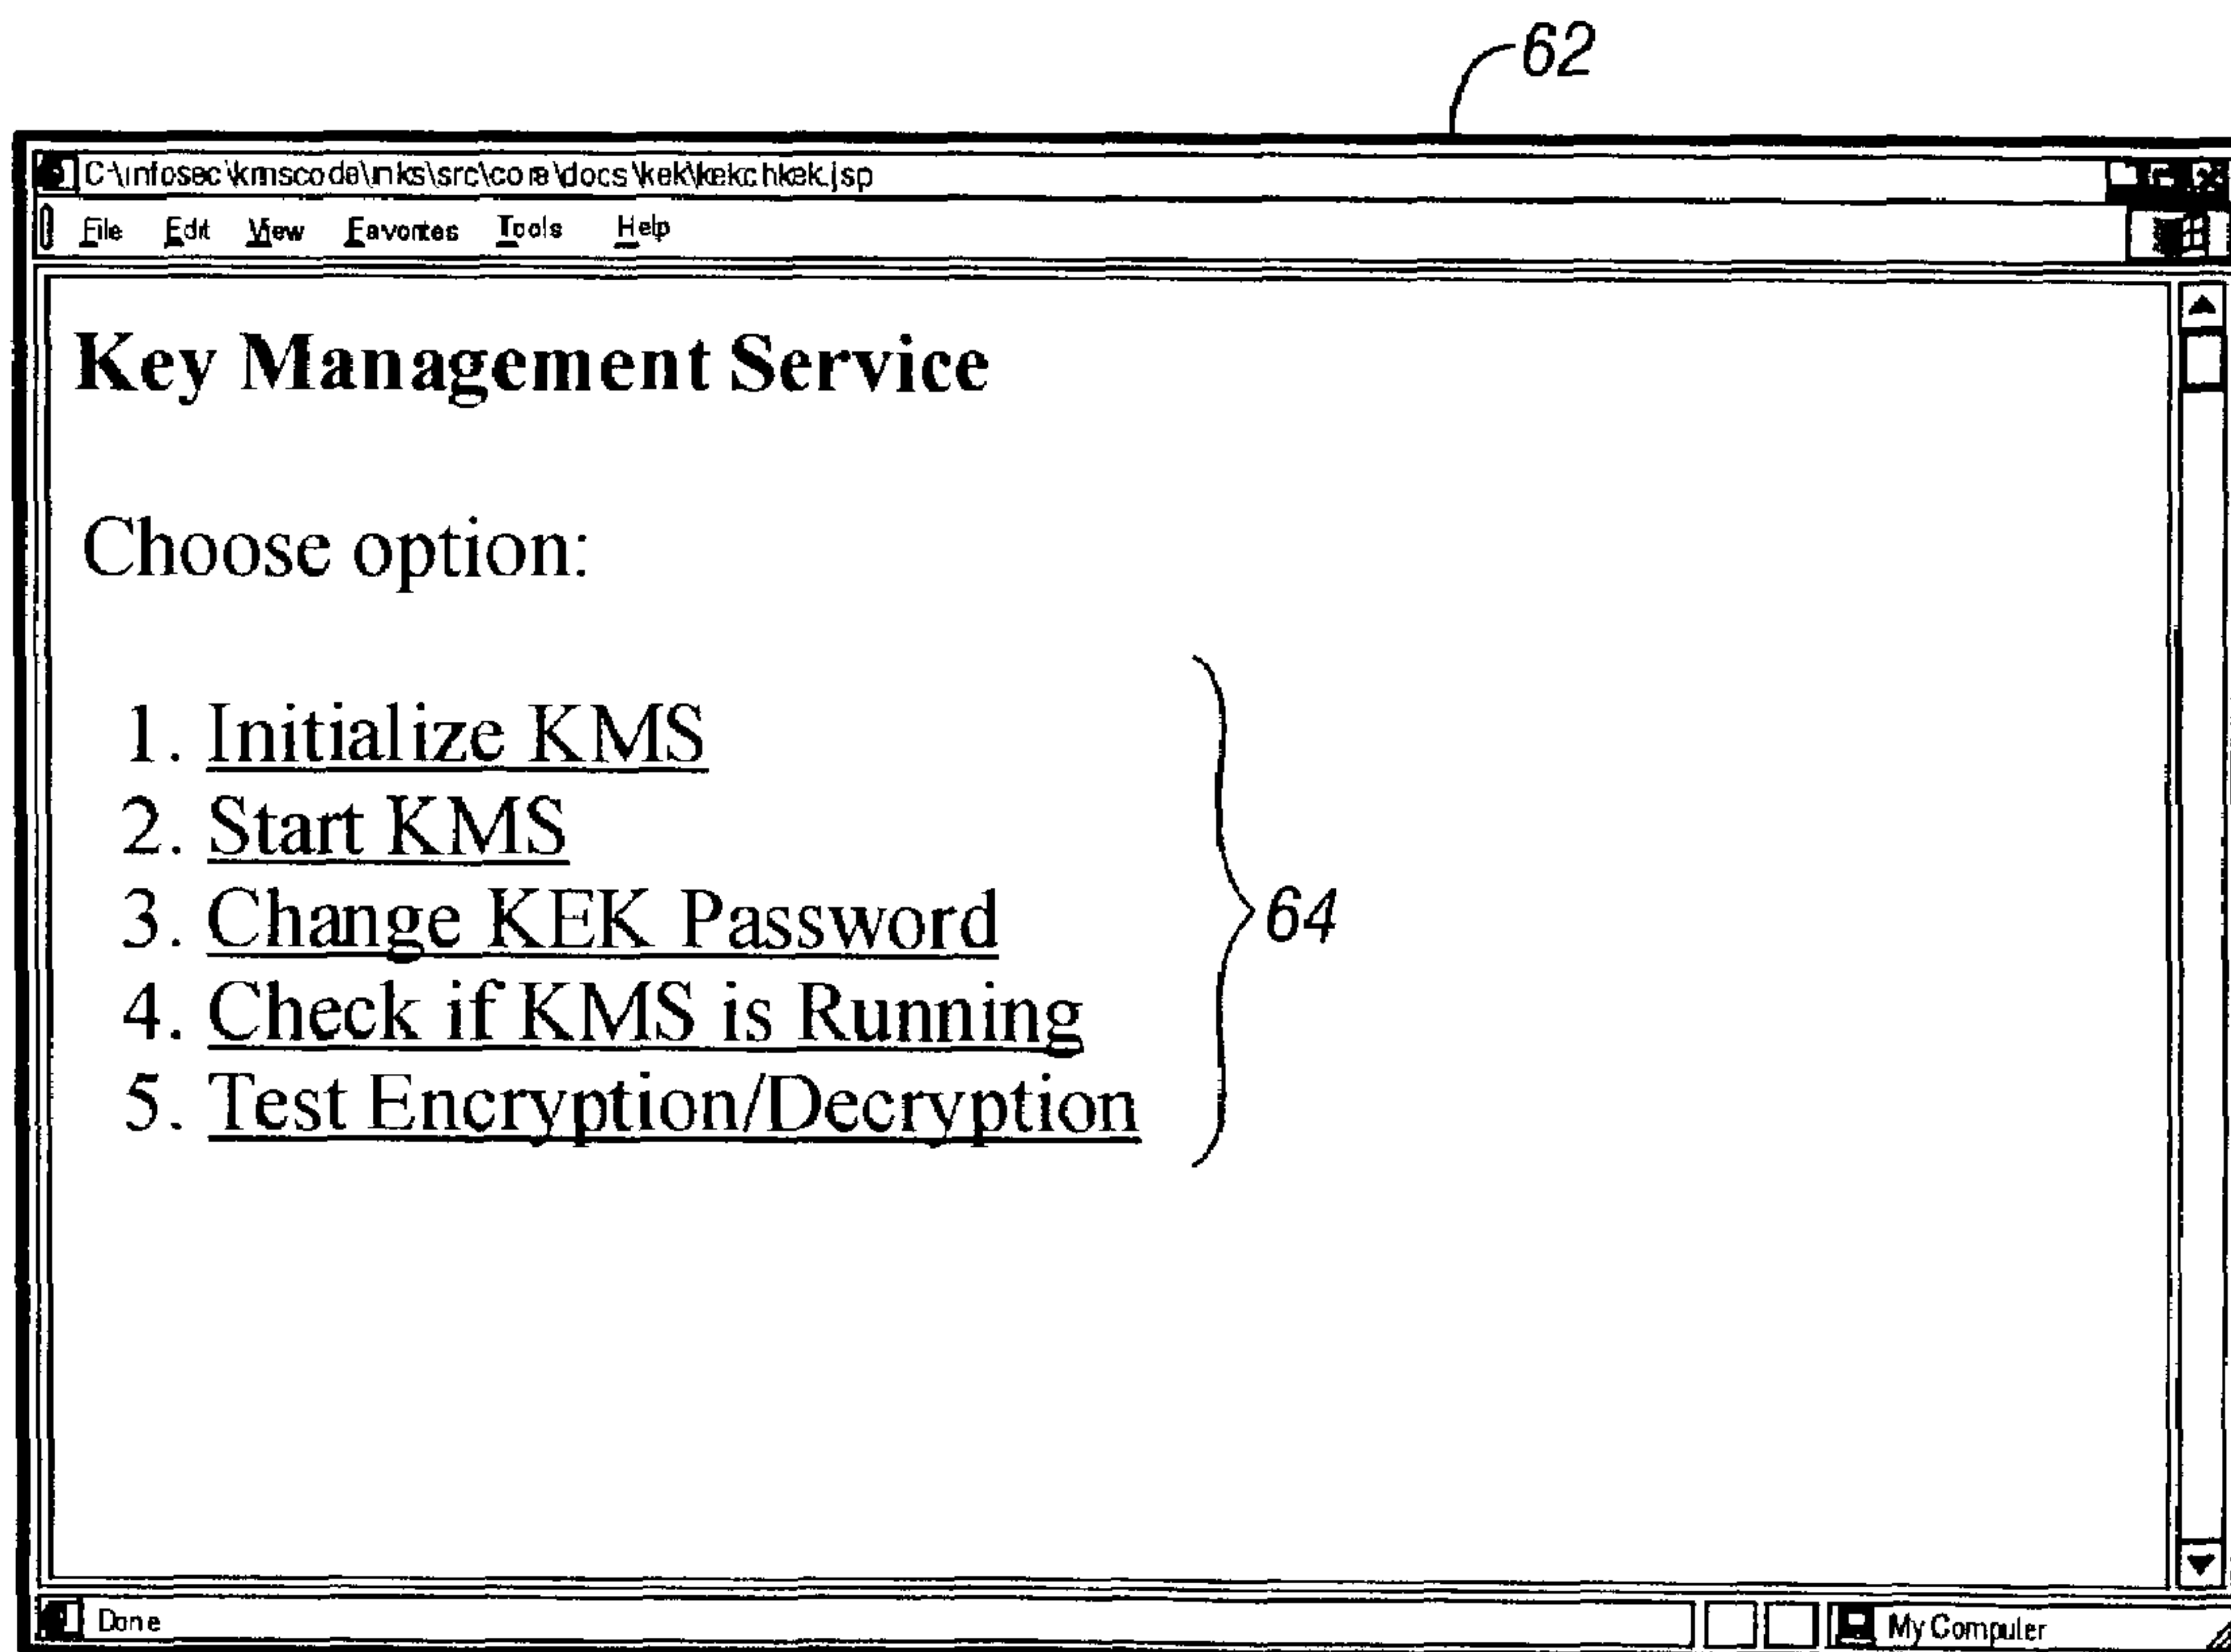 62
C:\infosec\kmscode\nks\src\core\docs\kek\kekchkek.jsp
File Edit View Favorites Tools Help
Key Management Service
Choose option:
1. Initialize KMS
2. Start KMS
3. Change KEK Password
4. Check if KMS is Running
5. Test Encryption/Decryption
64
Done
My Computer